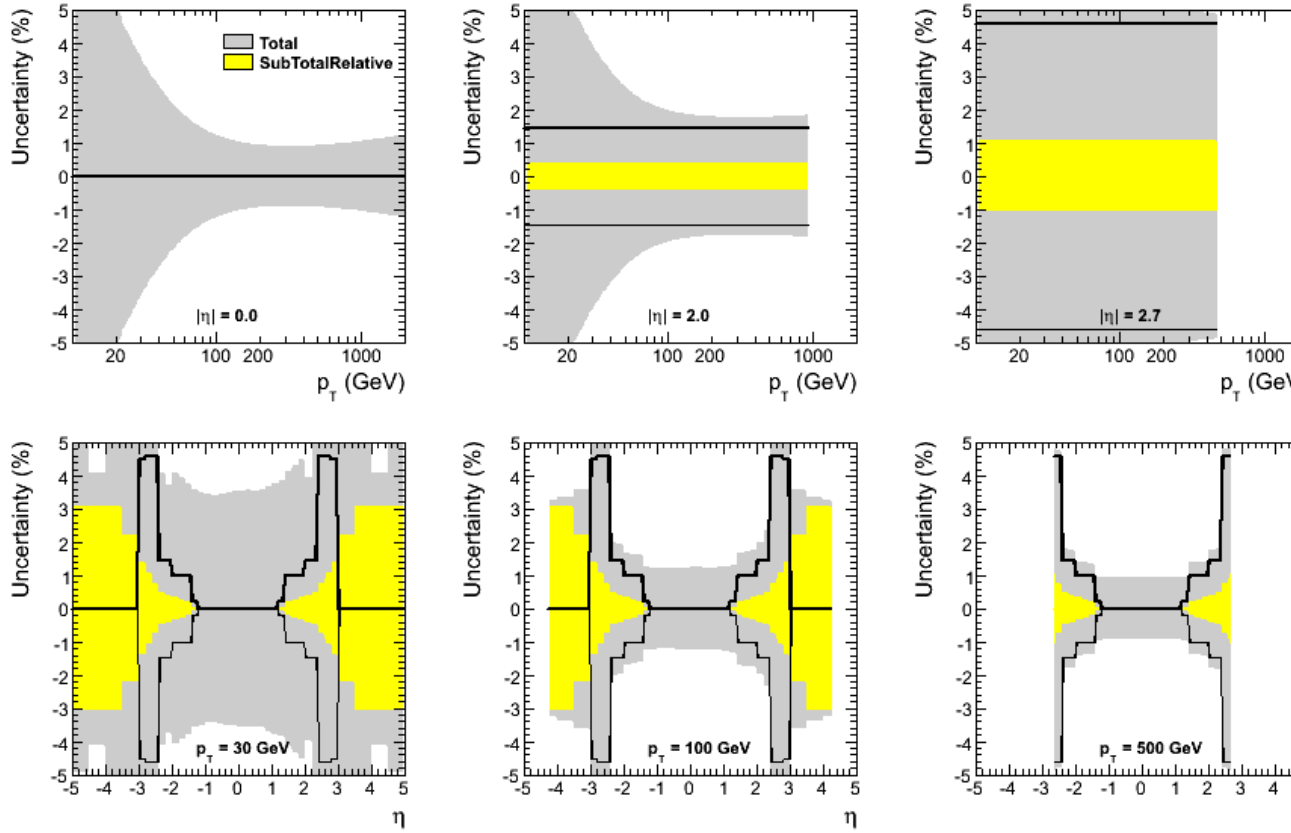 Uncertainty (%)
5
4
3
2
1
0
-1
-2
-3
-4
-5
Total
SubTotalRelative
|η| = 0.0
20 100 200 1000
p_T (GeV)
Uncertainty (%)
5
4
3
2
1
0
-1
-2
-3
-4
-5
|η| = 2.0
20 100 200 1000
p_T (GeV)
Uncertainty (%)
5
4
3
2
1
0
-1
-2
-3
-4
-5
|η| = 2.7
20 100 200 1000
p_T (GeV)
Uncertainty (%)
5
4
3
2
1
0
-1
-2
-3
-4
-5
p_T = 30 GeV
-5 -4 -3 -2 -1 0 1 2 3 4 5
η
Uncertainty (%)
5
4
3
2
1
0
-1
-2
-3
-4
-5
p_T = 100 GeV
-5 -4 -3 -2 -1 0 1 2 3 4 5
η
Uncertainty (%)
5
4
3
2
1
0
-1
-2
-3
-4
-5
p_T = 500 GeV
-5 -4 -3 -2 -1 0 1 2 3 4